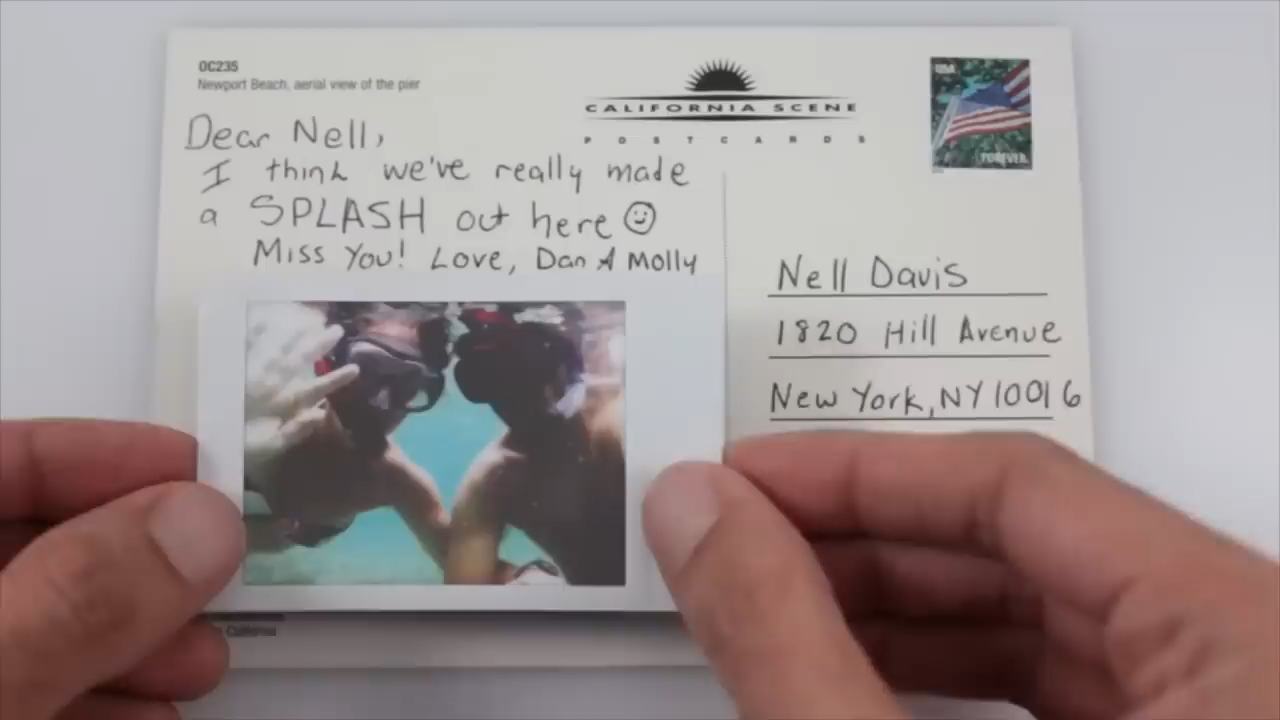 OC235
Newport Beach, aerial view of the pier
CALIFORNIA SCENE
POSTCARDS
USA
FOREVER
Dear Nell,
I think we've really made
a SPLASH out here
Miss You! Love, Dan & Molly
Nell Davis
1820 Hill Avenue
New York, NY 10016
California